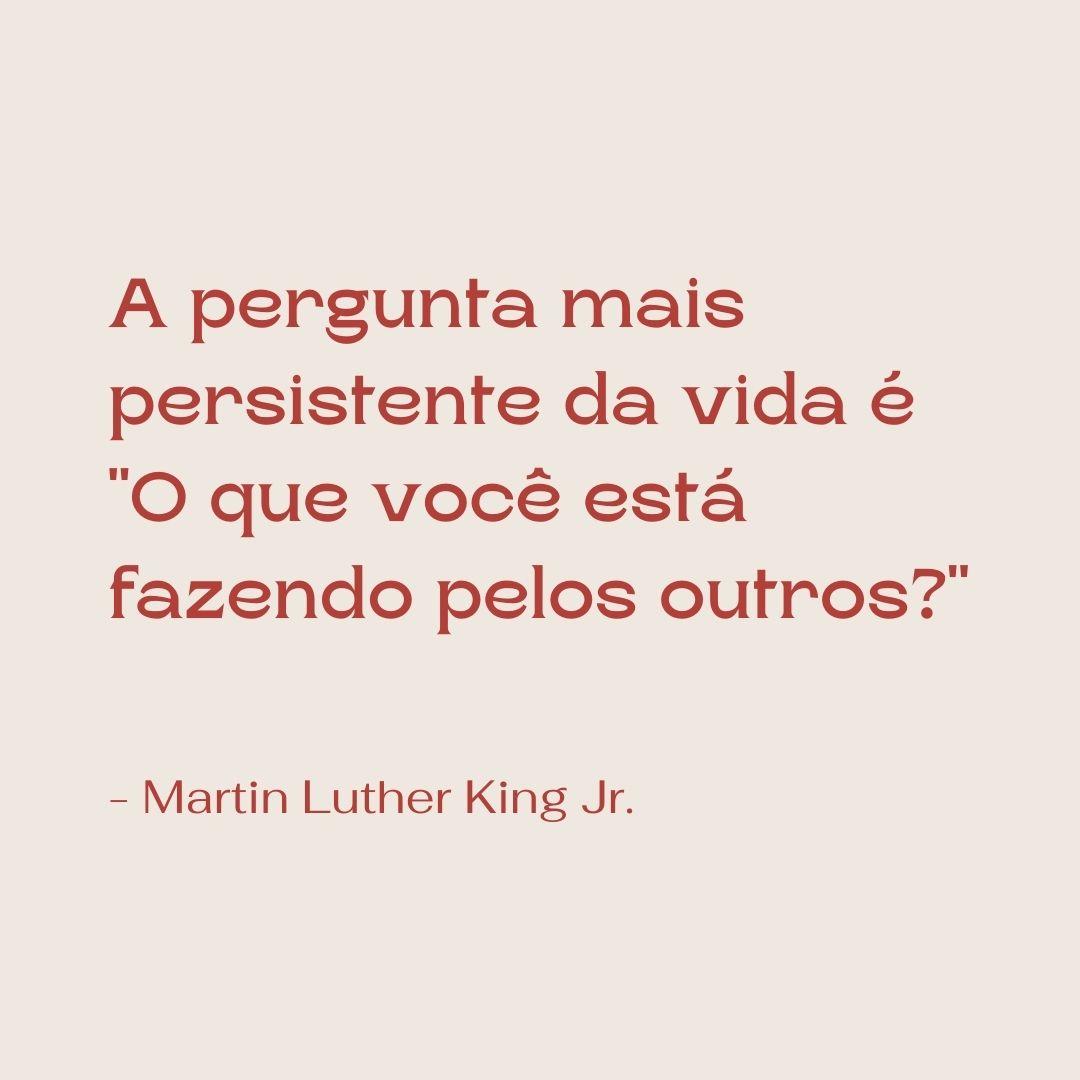 A pergunta mais
persistente da vida é
"O que você está
fazendo pelos outros?"
- Martin Luther King Jr.